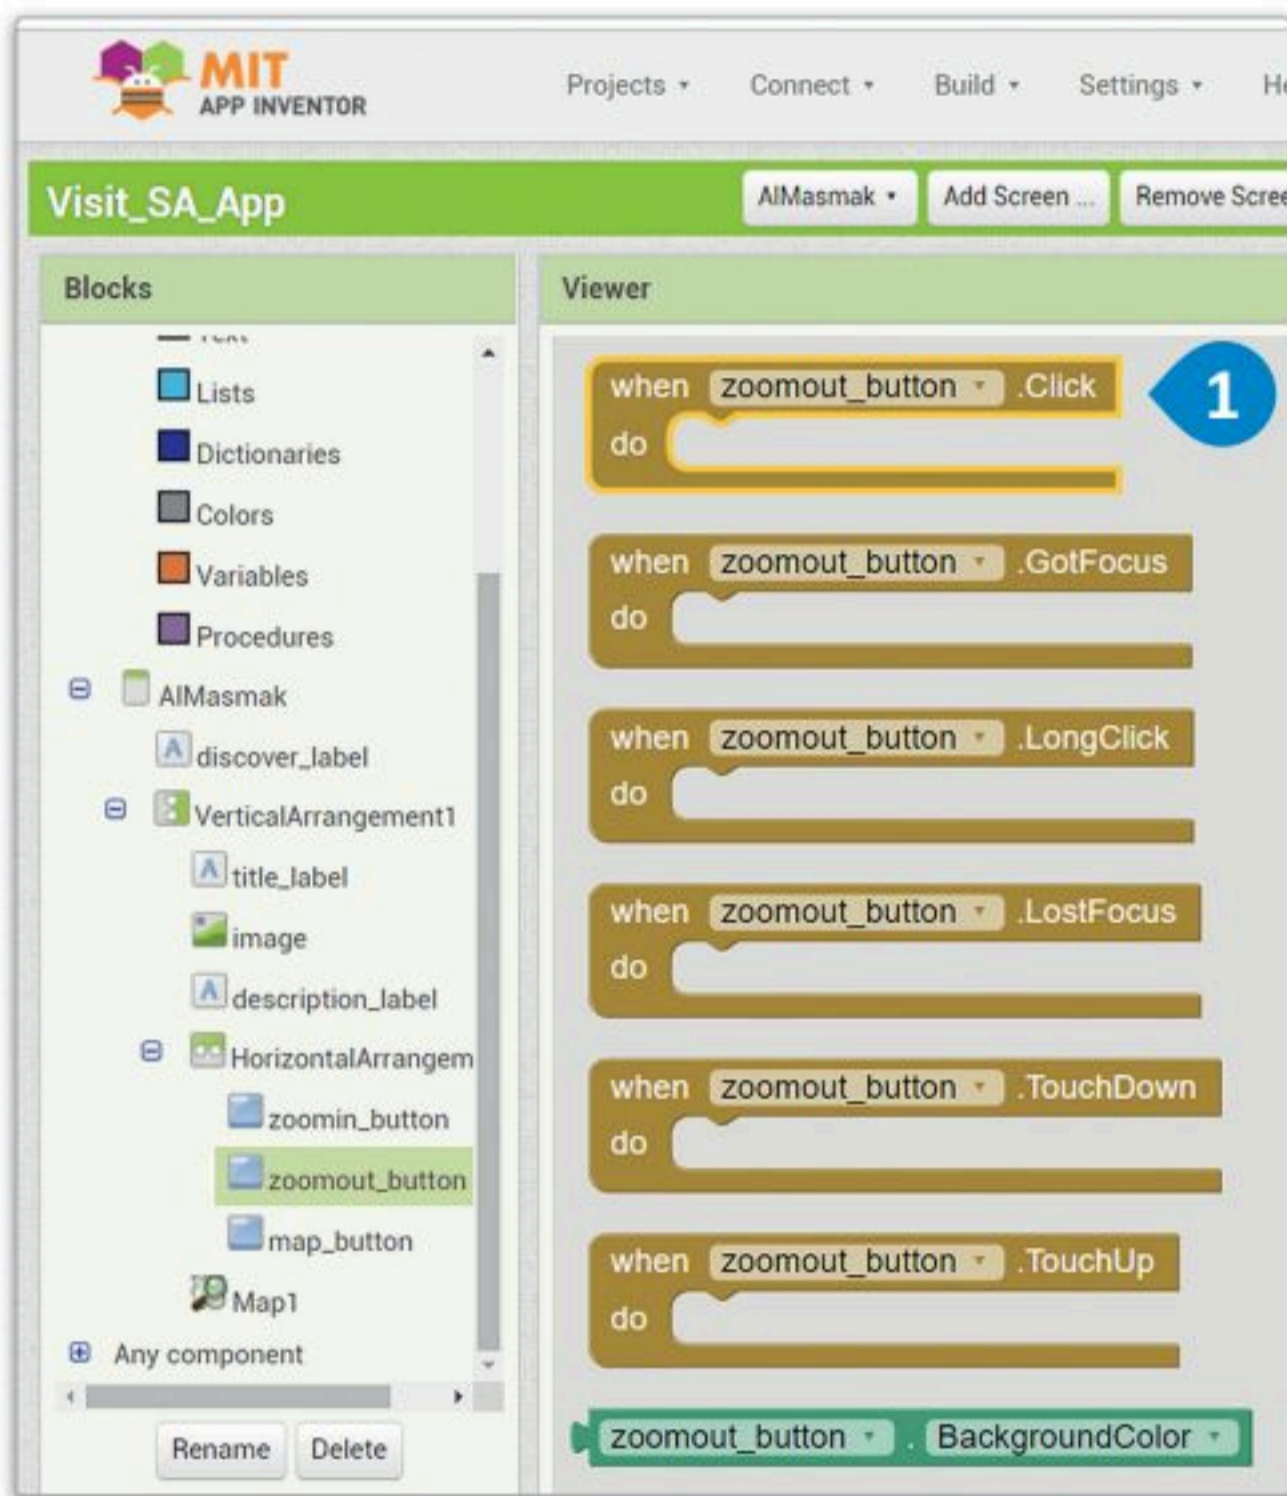 MIT
APP INVENTOR
Projects
Connect
Build
Settings
Visit_SA_App
AlMasmak
Add Screen ...
Remove Scree
Blocks
Text
Lists
Dictionaries
Colors
Variables
Procedures
AlMasmak
discover_label
VerticalArrangement1
title_label
image
description_label
HorizontalArrangem
zoomin_button
zoomout_button
map_button
Map1
Any component
Rename
Delete
Viewer
when zoomout_button .Click
do
1
when zoomout_button .GotFocus
do
when zoomout_button .LongClick
do
when zoomout_button .LostFocus
do
when zoomout_button .TouchDown
do
when zoomout_button .TouchUp
do
zoomout_button . BackgroundColor